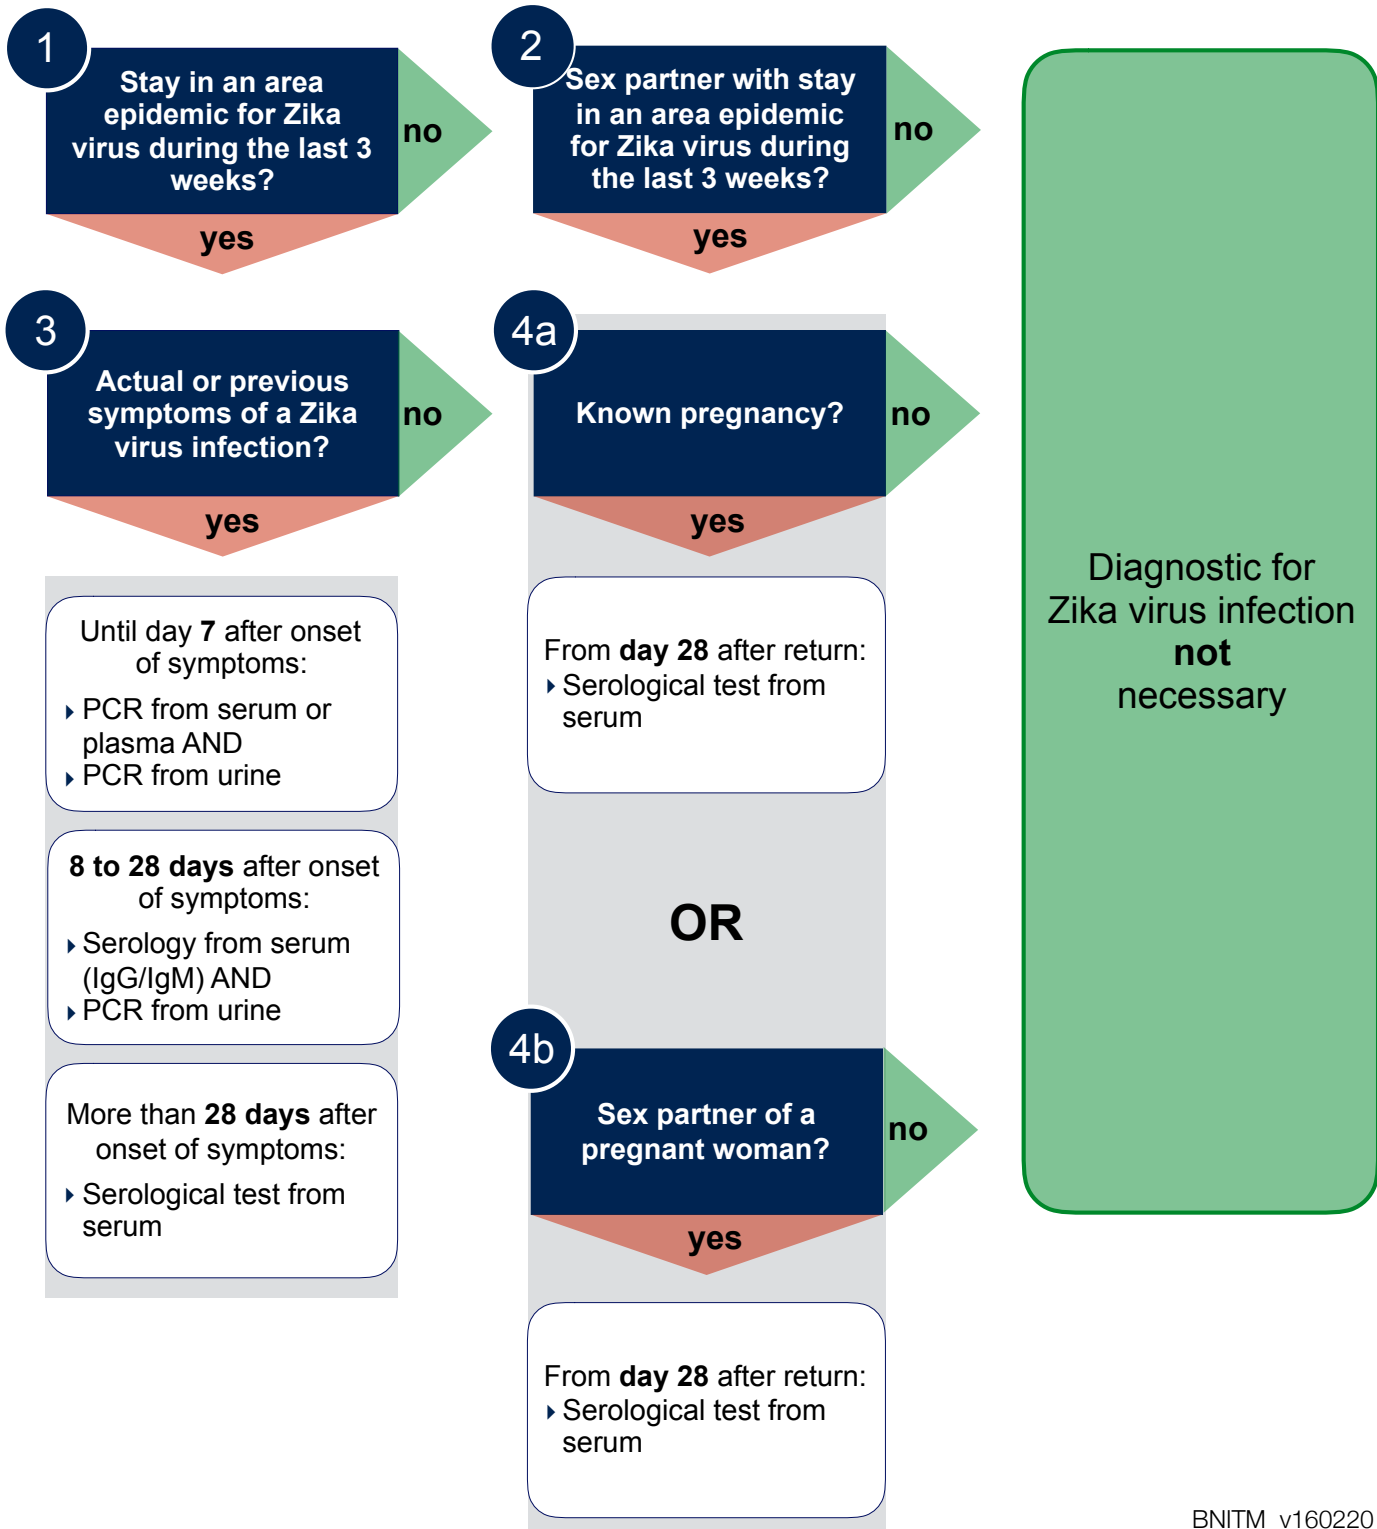 1
Stay in an area
epidemic for Zika
virus during the last 3
weeks?
no
yes
2
Sex partner with stay
in an area epidemic
for Zika virus during
the last 3 weeks?
no
yes
3
Actual or previous
symptoms of a Zika
virus infection?
no
yes
Until day 7 after onset
of symptoms:
PCR from serum or
plasma AND
PCR from urine
8 to 28 days after onset
of symptoms:
Serology from serum
(IgG/IgM) AND
PCR from urine
More than 28 days after
onset of symptoms:
Serological test from
serum
4a
Known pregnancy?
no
yes
From day 28 after return:
Serological test from
serum
OR
4b
Sex partner of a
pregnant woman?
no
yes
From day 28 after return:
Serological test from
serum
Diagnostic for
Zika virus infection
not
necessary
BNITM v160220